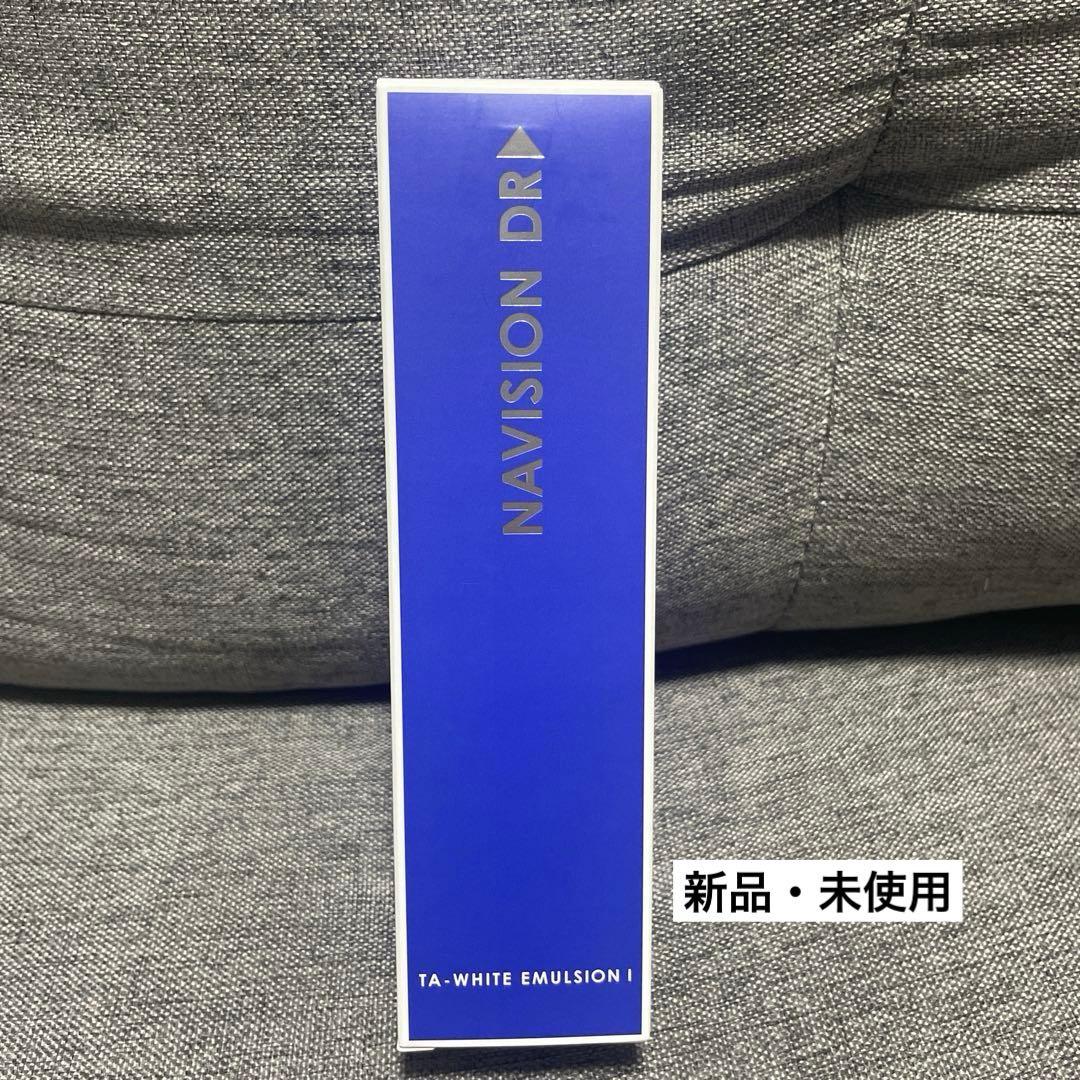 NAVISION DR
新品・未使用
TA-WHITE EMULSION I